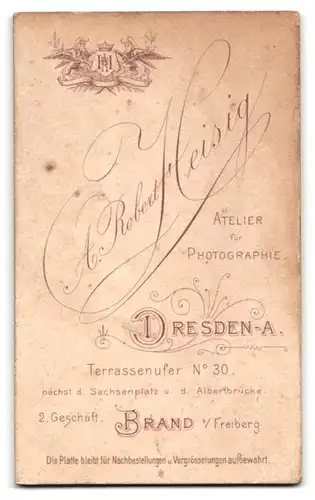 A. Robert Heisig
ATELIER
für
PHOTOGRAPHIE.
DRESDEN-A.
Terrassenufer No 30.
nächst d. Sachsenplatz u. d. Albertbrücke
2. Geschäft. BRAND b/Freiberg
Die Platte bleibt für Nachbestellungen u. Vergrösserungen aufbewahrt.